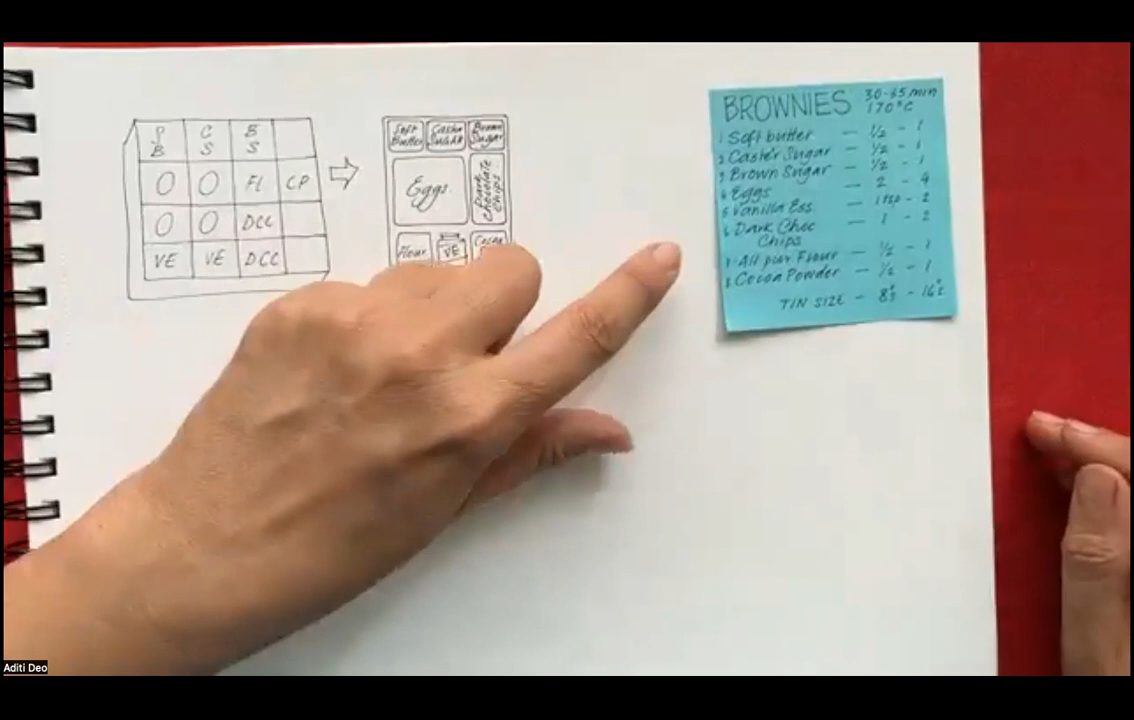 S B
C S
B S
O
O
Fl
CP
O
O
DCC
VE
VE
DCC
Soft Butter
Caster Sugar
Brown Sugar
Eggs
Dark Chocolate Chips
Flour
VE
Cocoa
BROWNIES 30-35 min
170°C
1 Soft butter — ½ - 1
2 Caster Sugar — ½ - 1
3 Brown Sugar — ½ - 1
4 Eggs — 2 - 4
5 Vanilla Ess — 1 tsp - 2
6 Dark Choc Chips — 1 - 2
7 All pur Flour — ½ - 1
8 Cocoa Powder — ½ - 1
TIN SIZE — 8"s - 16"s
Aditi Deo